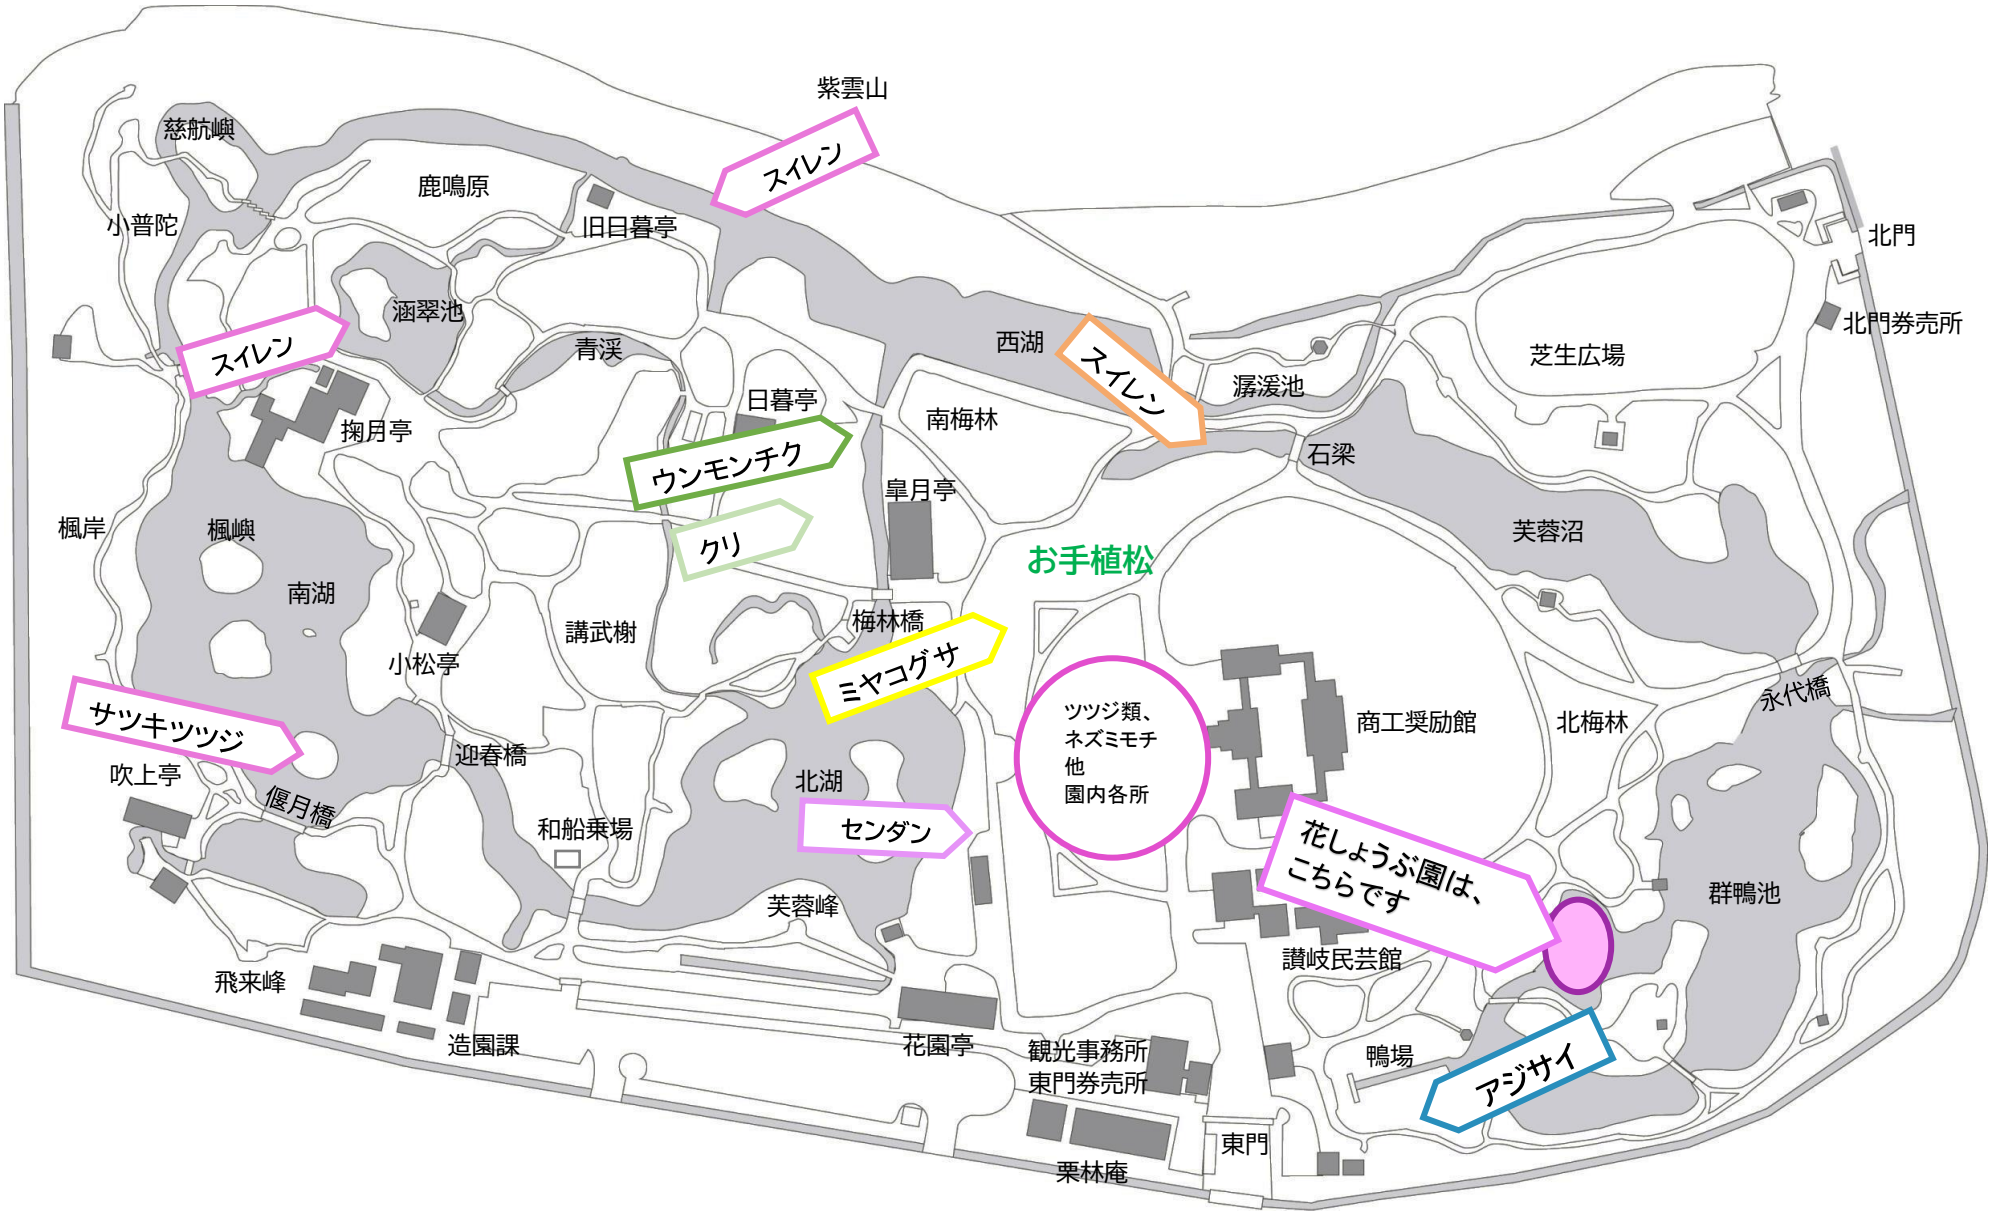 紫雲山
慈航嶼
スイレン
鹿鳴原
小普陀
旧日暮亭
北門
涵翠池
北門券売所
スイレン
青渓
西湖
スイレン
芝生広場
潺湲池
日暮亭
南梅林
掬月亭
石梁
ウンモンチク
皐月亭
楓岸
楓嶼
クリ
お手植松
芙蓉沼
南湖
講武榭
梅林橋
小松亭
ミヤコグサ
永代橋
サツキツツジ
ツツジ類、
ネズミモチ
他
園内各所
商工奨励館
北梅林
迎春橋
吹上亭
北湖
偃月橋
和船乗場
センダン
花しょうぶ園は、
こちらです
群鴨池
芙蓉峰
讃岐民芸館
飛来峰
造園課
花園亭
観光事務所
東門券売所
鴨場
アジサイ
東門
栗林庵